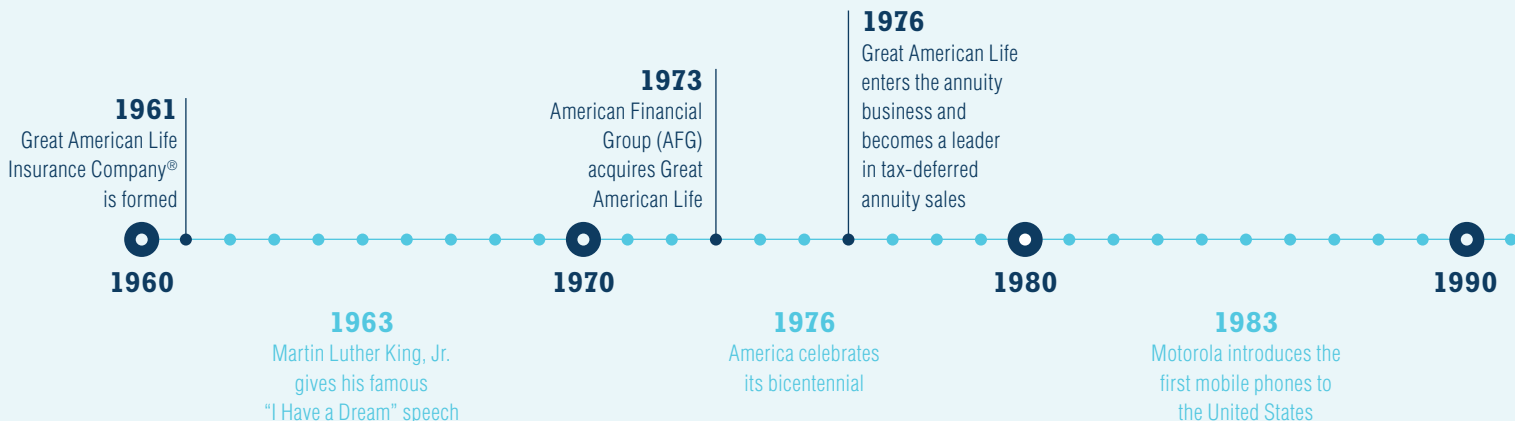 1961
Great American Life
Insurance Company®
is formed
1973
American Financial
Group (AFG)
acquires Great
American Life
1976
Great American Life
enters the annuity
business and
becomes a leader
in tax-deferred
annuity sales
1960
1970
1980
1990
1963
Martin Luther King, Jr.
gives his famous
“I Have a Dream” speech
1976
America celebrates
its bicentennial
1983
Motorola introduces the
first mobile phones to
the United States